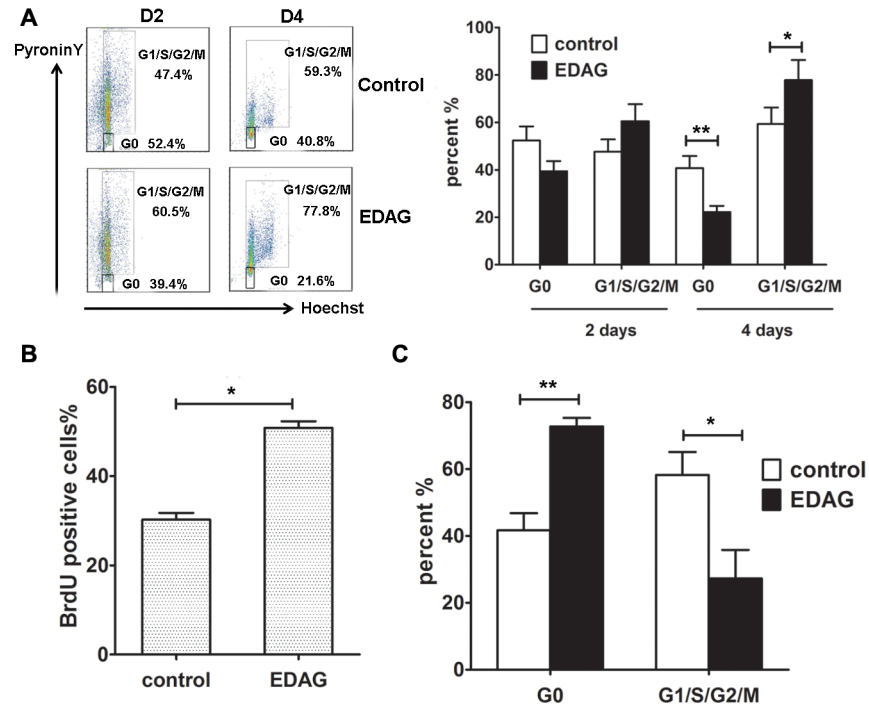 A
D2
D4
PyroninY
G1/S/G2/M
47.4%
G0 52.4%
G1/S/G2/M
59.3%
G0 40.8%
Control
G1/S/G2/M
60.5%
G0 39.4%
G1/S/G2/M
77.8%
G0 21.6%
EDAG
Hoechst
percent %
100
80
60
40
20
0
control
EDAG
**
*
G0 G1/S/G2/M G0 G1/S/G2/M
2 days 4 days
B
BrdU positive cells%
60
40
20
0
*
control EDAG
C
percent %
80
60
40
20
0
**
*
control
EDAG
G0 G1/S/G2/M